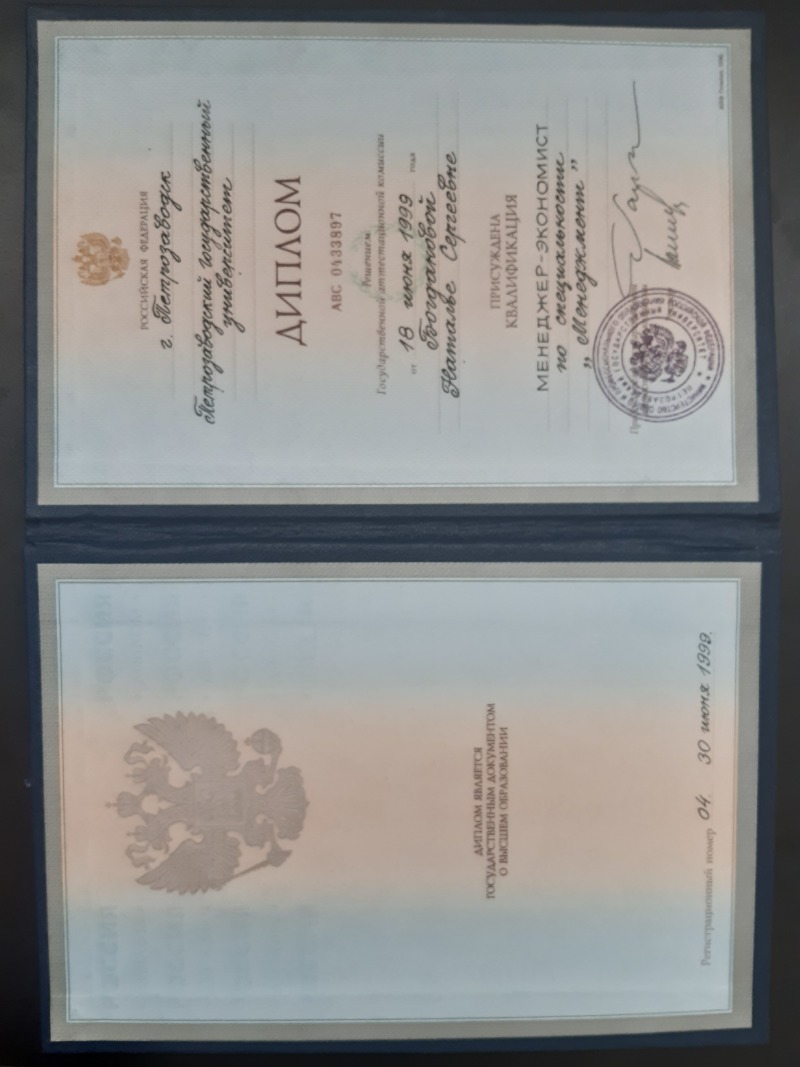 ДИПЛОМ ЯВЛЯЕТСЯ
ГОСУДАРСТВЕННЫМ ДОКУМЕНТОМ
О ВЫСШЕМ ОБРАЗОВАНИИ
Регистрационный номер 04 30 июня 1999.
РОССИЙСКАЯ ФЕДЕРАЦИЯ
г. Петрозаводск
Петрозаводский государственный
университет
ДИПЛОМ
АВС 0433897
Решением
Государственной аттестационной комиссии
от 18 июня 1999 года
Богдановой
Наталье Сергеевне
ПРИСУЖДЕНА
КВАЛИФИКАЦИЯ
МЕНЕДЖЕР-ЭКОНОМИСТ
по специальности
„Менеджмент”